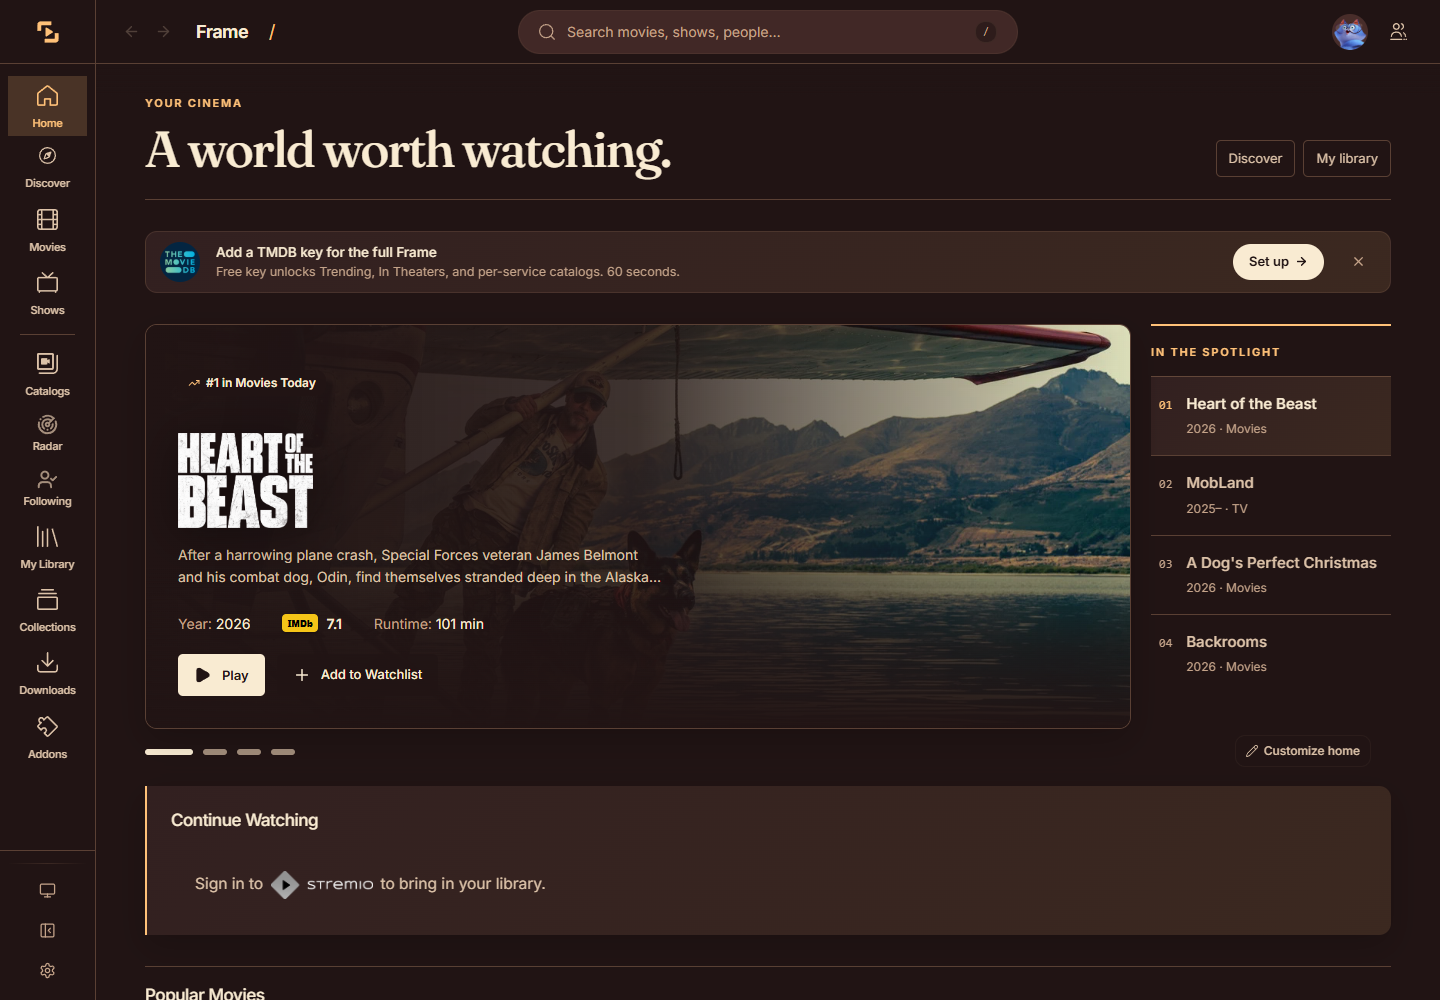 Frame /
Search movies, shows, people...
/
Home
Discover
Movies
Shows
Catalogs
Radar
Following
My Library
Collections
Downloads
Addons
YOUR CINEMA
A world worth watching.
Discover
My library
THE MOVIE DB
Add a TMDB key for the full Frame
Free key unlocks Trending, In Theaters, and per-service catalogs. 60 seconds.
Set up →
#1 in Movies Today
HEART OF THE BEAST
After a harrowing plane crash, Special Forces veteran James Belmont
and his combat dog, Odin, find themselves stranded deep in the Alaska...
Year: 2026 IMDb 7.1 Runtime: 101 min
Play
Add to Watchlist
IN THE SPOTLIGHT
01 Heart of the Beast
2026 · Movies
02 MobLand
2025– · TV
03 A Dog's Perfect Christmas
2026 · Movies
04 Backrooms
2026 · Movies
Customize home
Continue Watching
Sign in to stremio to bring in your library.
Popular Movies